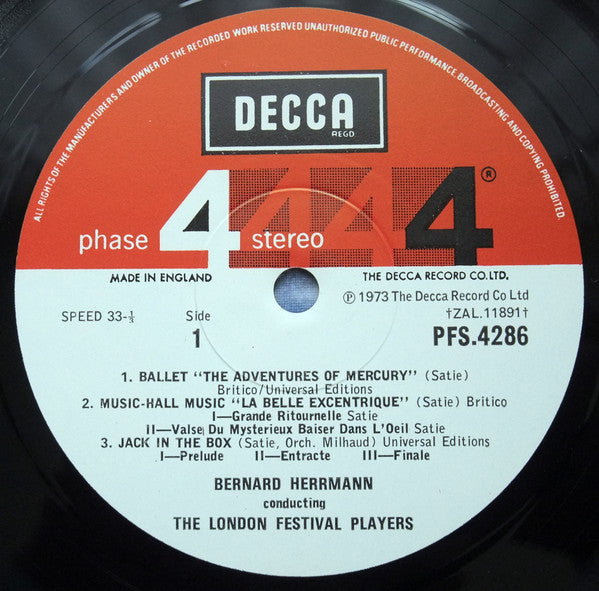 ALL RIGHTS OF THE MANUFACTURERS AND OWNER OF THE RECORDED WORK RESERVED UNAUTHORIZED PUBLIC PERFORMANCE, BROADCASTING AND COPYING PROHIBITED.
DECCA
REGD
phase 4 stereo 4 4 4 ®
MADE IN ENGLAND THE DECCA RECORD CO. LTD.
SPEED 33-⅓ Side ℗ 1973 The Decca Record Co Ltd
†ZAL.11891†
1 PFS.4286
1. BALLET "THE ADVENTURES OF MERCURY" (Satie)
Britico/Universal Editions
2. MUSIC-HALL MUSIC "LA BELLE EXCENTRIQUE" (Satie) Britico
I—Grande Ritournelle Satie
II—Valse Du Mysterieux Baiser Dans L'Oeil Satie
3. JACK IN THE BOX (Satie, Orch. Milhaud) Universal Editions
I—Prelude II—Entracte III—Finale
BERNARD HERRMANN
conducting
THE LONDON FESTIVAL PLAYERS